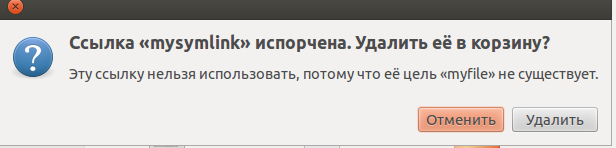 Ссылка «mysymlink» испорчена. Удалить её в корзину?
Эту ссылку нельзя использовать, потому что её цель «myfile» не существует.
Отменить Удалить